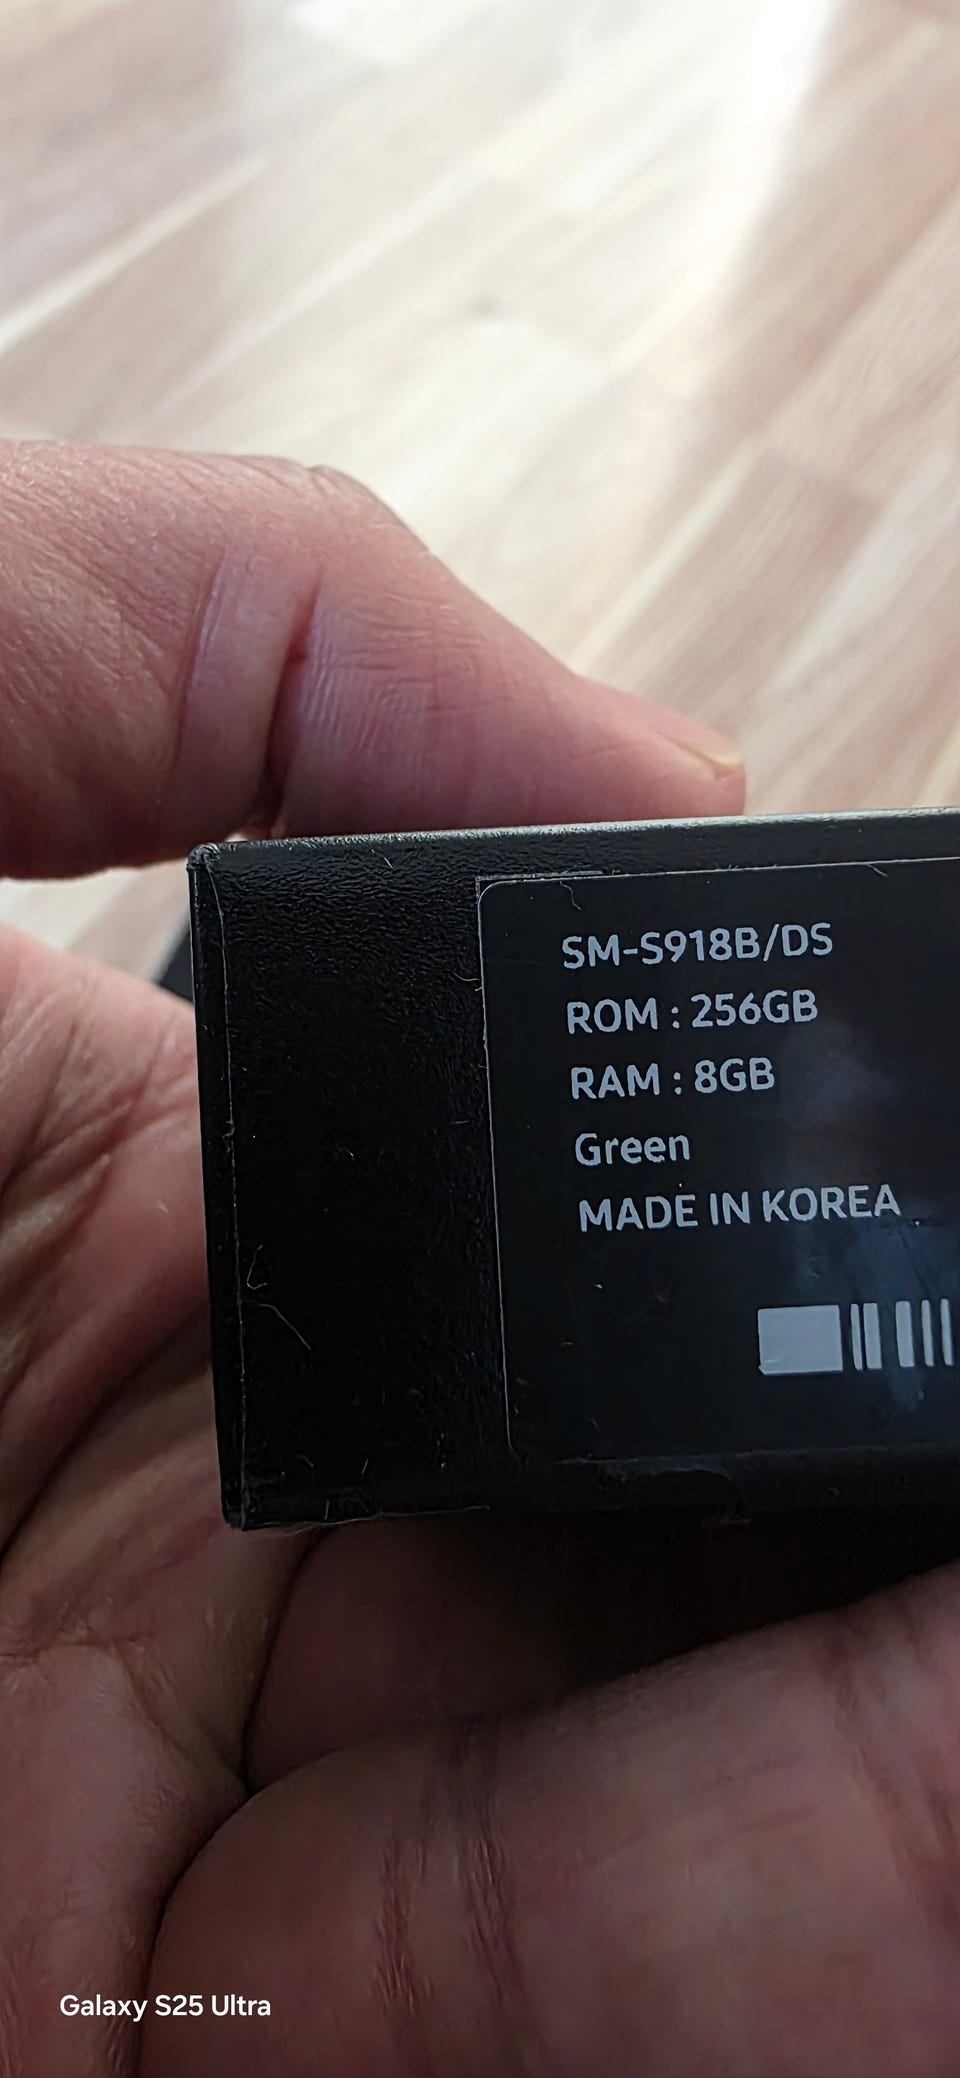 SM-S918B/DS
ROM : 256GB
RAM : 8GB
Green
MADE IN KOREA
Galaxy S25 Ultra